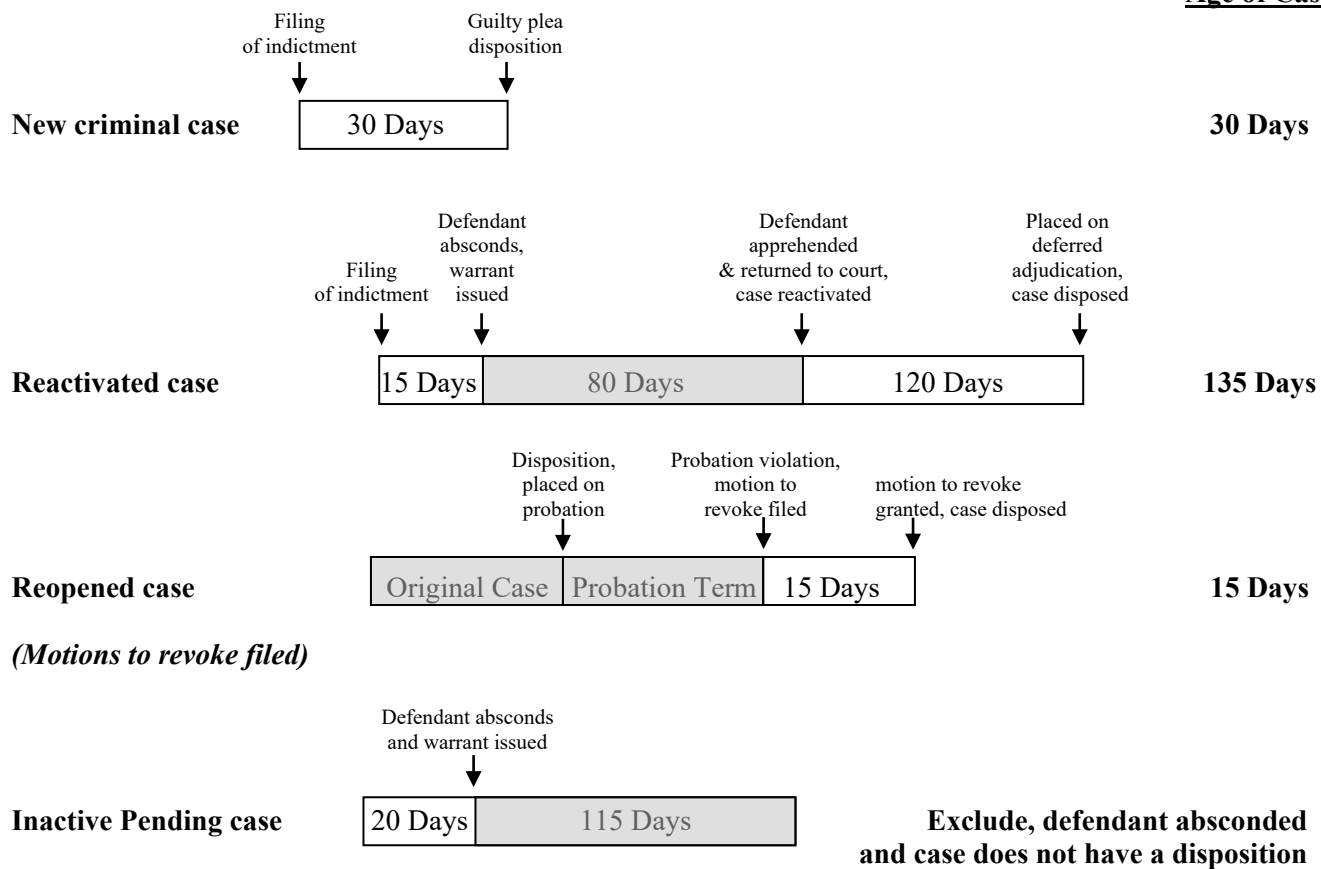 Filing
of indictment
Guilty plea
disposition
New criminal case
30 Days
30 Days
Filing
of indictment
Defendant
absconds,
warrant
issued
Defendant
apprehended
& returned to court,
case reactivated
Placed on
deferred
adjudication,
case disposed
Reactivated case
15 Days
80 Days
120 Days
135 Days
Disposition,
placed on
probation
Probation violation,
motion to
revoke filed
motion to revoke
granted, case disposed
Reopened case
Original Case
Probation Term
15 Days
15 Days
(Motions to revoke filed)
Defendant absconds
and warrant issued
Inactive Pending case
20 Days
115 Days
Exclude, defendant absconded
and case does not have a disposition